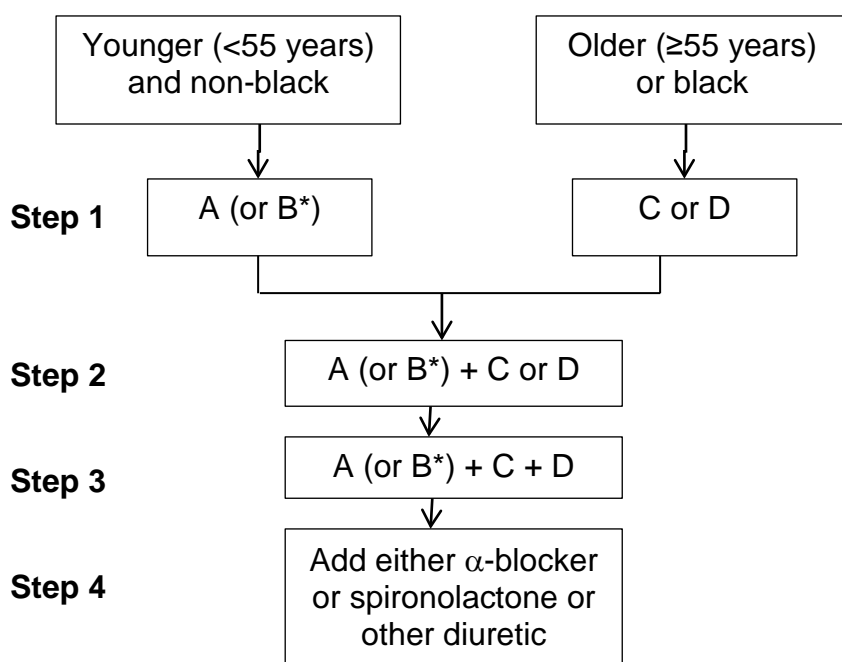 Younger (<55 years)
and non-black
Older (≥55 years)
or black
Step 1
A (or B*)
C or D
Step 2
A (or B*) + C or D
Step 3
A (or B*) + C + D
Step 4
Add either α-blocker
or spironolactone or
other diuretic